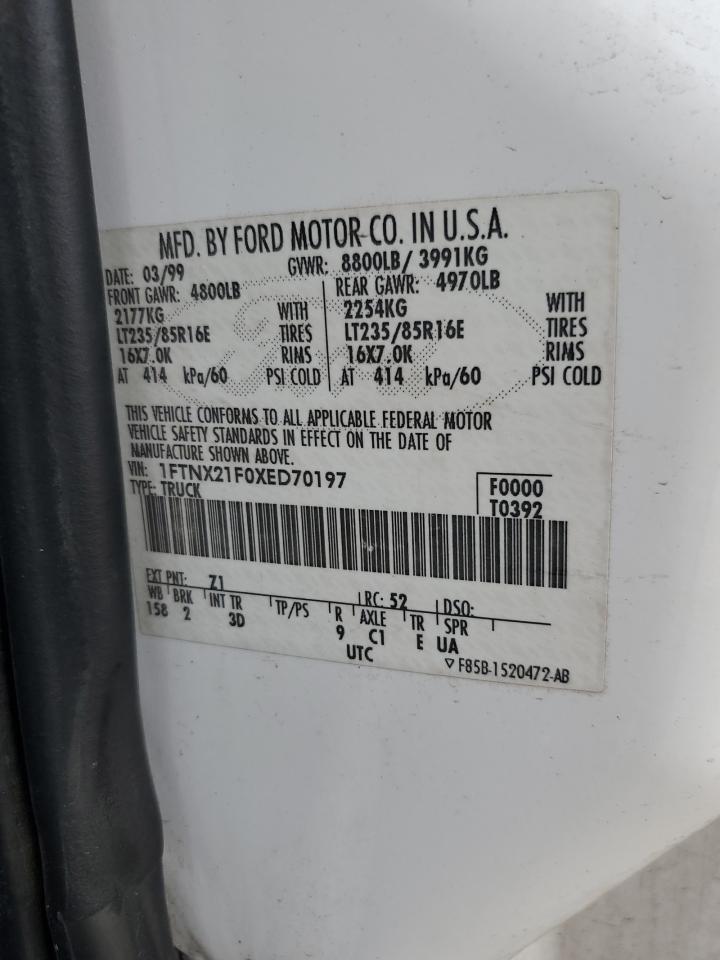 MFD. BY FORD MOTOR CO. IN U.S.A.
DATE: 03/99 GVWR: 8800LB/ 3991KG
FRONT GAWR: 4800LB REAR GAWR: 4970LB
2177KG WITH 2254KG WITH
LT235/85R16E TIRES LT235/85R16E TIRES
16X7.0K RIMS 16X7.0K RIMS
AT 414 kPa/60 PSI COLD AT 414 kPa/60 PSI COLD
THIS VEHICLE CONFORMS TO ALL APPLICABLE FEDERAL MOTOR
VEHICLE SAFETY STANDARDS IN EFFECT ON THE DATE OF
MANUFACTURE SHOWN ABOVE.
VIN: 1FTNX21F0XED70197 F0000
TYPE: TRUCK T0392
EXT PNT: Z1 RC: 52 DSO:
WB BRK INT TR TP/PS R AXLE TR SPR
158 2 3D 9 C1 E UA
UTC
▽ F85B-1520472-AB